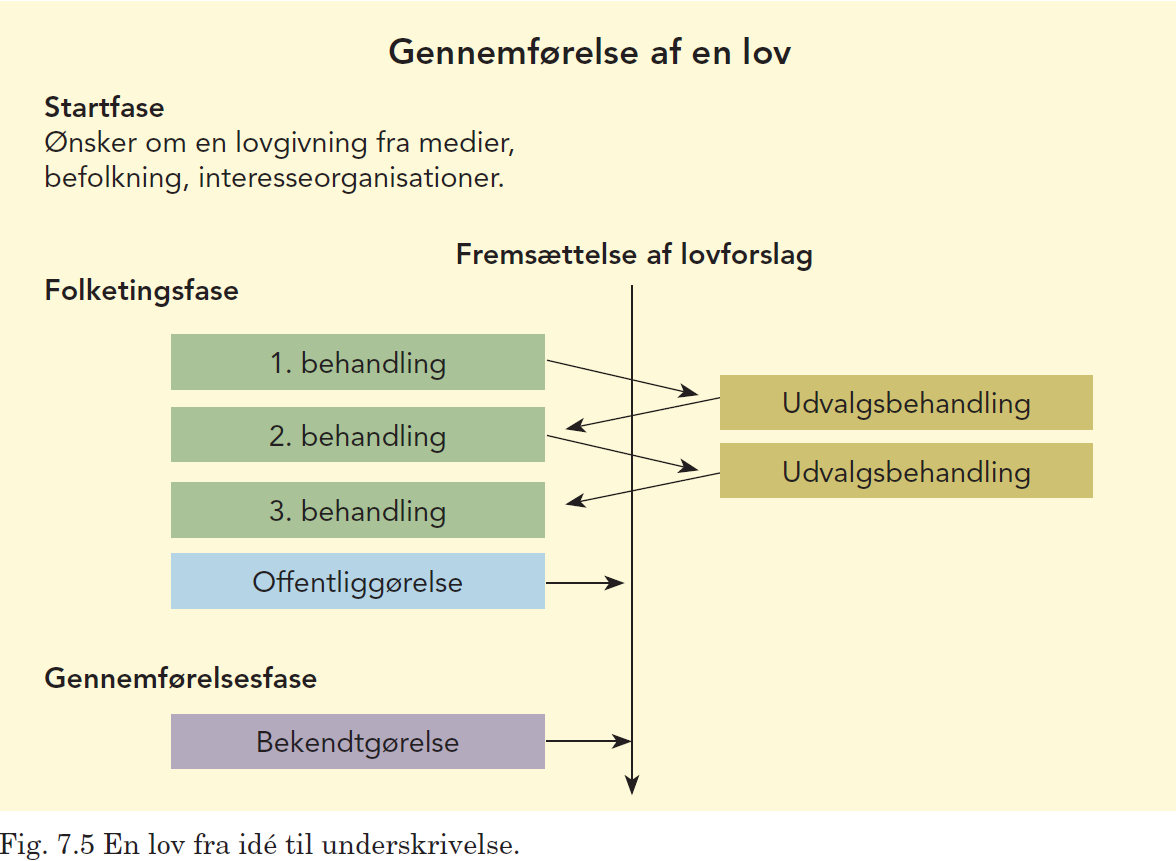 Gennemførelse af en lov
Startfase
Ønsker om en lovgivning fra medier,
befolkning, interesseorganisationer.
Fremsættelse af lovforslag
Folketingsfase
1. behandling
Udvalgsbehandling
2. behandling
Udvalgsbehandling
3. behandling
Offentliggørelse
Gennemførelsesfase
Bekendtgørelse
Fig. 7.5 En lov fra idé til underskrivelse.